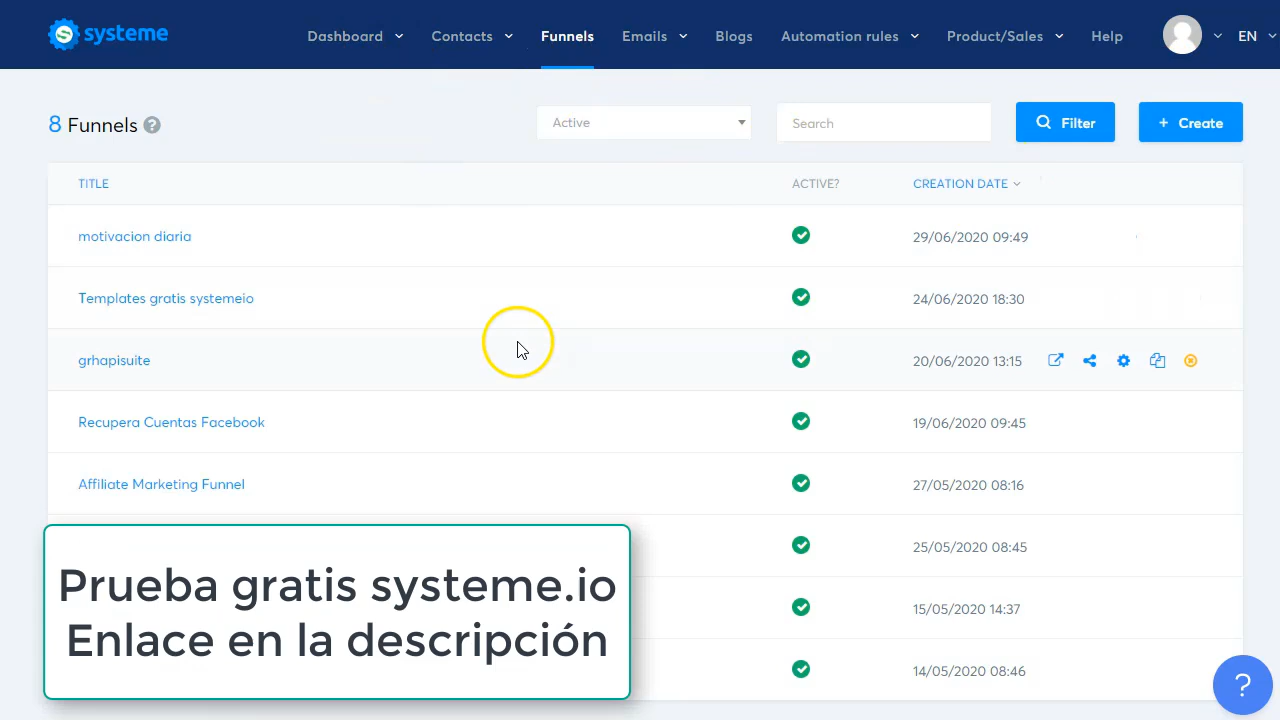 systeme
Dashboard
Contacts
Funnels
Emails
Blogs
Automation rules
Product/Sales
Help
EN
8 Funnels ?
Active
Search
Filter
+ Create
TITLE
ACTIVE?
CREATION DATE
motivacion diaria
29/06/2020 09:49
Templates gratis systemeio
24/06/2020 18:30
grhapisuite
20/06/2020 13:15
Recupera Cuentas Facebook
19/06/2020 09:45
Affiliate Marketing Funnel
27/05/2020 08:16
25/05/2020 08:45
15/05/2020 14:37
14/05/2020 08:46
Prueba gratis systeme.io
Enlace en la descripción
?